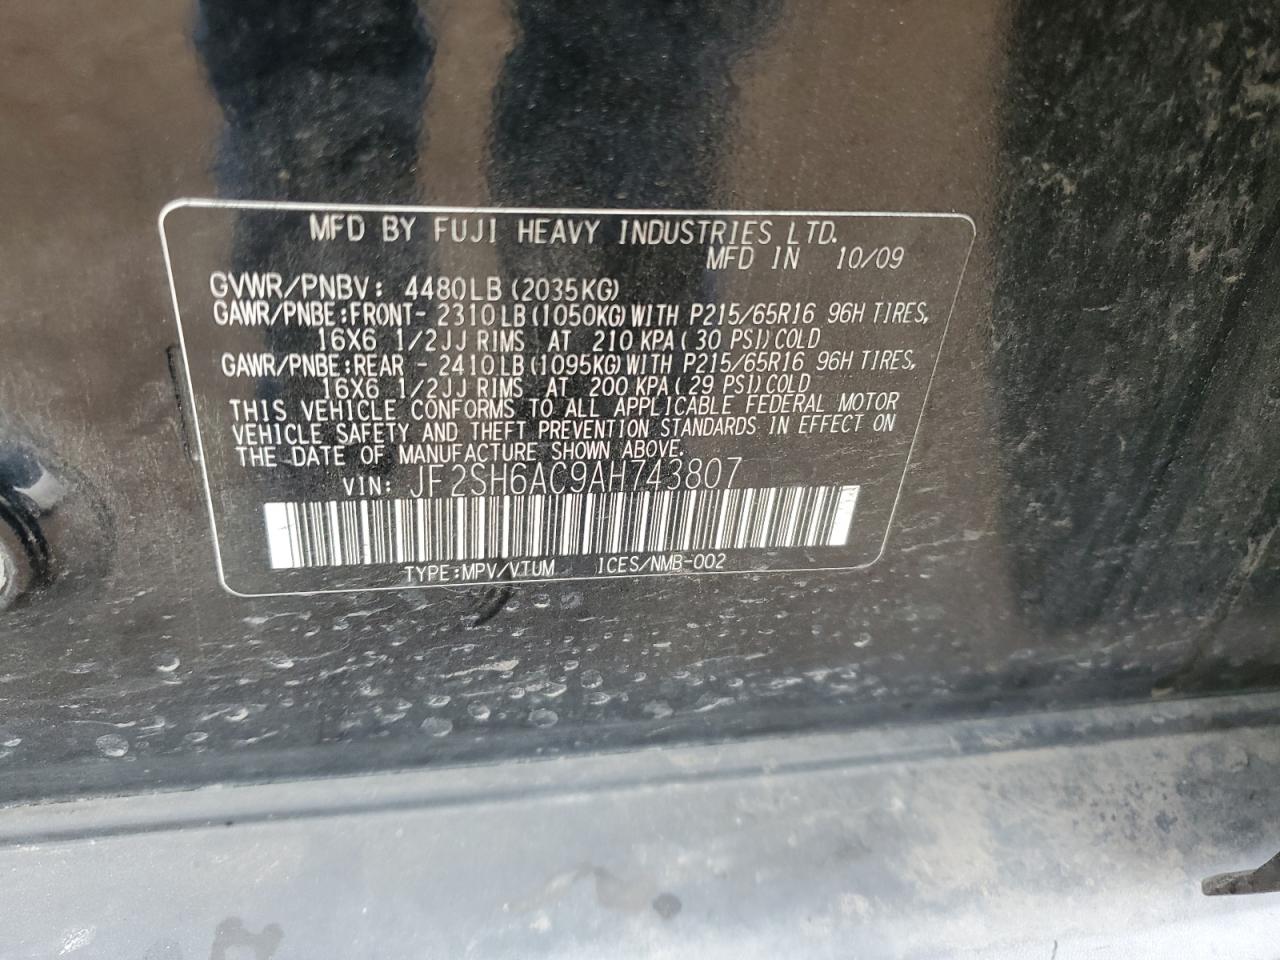 MFD BY FUJI HEAVY INDUSTRIES LTD.
MFD IN 10/09
GVWR/PNBV: 4480LB (2035KG)
GAWR/PNBE:FRONT- 2310LB(1050KG)WITH P215/65R16 96H TIRES,
16X6 1/2JJ RIMS AT 210 KPA(30 PSI)COLD
GAWR/PNBE:REAR - 2410LB(1095KG)WITH P215/65R16 96H TIRES,
16X6 1/2JJ RIMS AT 200 KPA(29 PSI)COLD
THIS VEHICLE CONFORMS TO ALL APPLICABLE FEDERAL MOTOR
VEHICLE SAFETY AND THEFT PREVENTION STANDARDS IN EFFECT ON
THE DATE OF MANUFACTURE SHOWN ABOVE.
VIN: JF2SH6AC9AH743807
TYPE:MPV/VTUM ICES/NMB-002